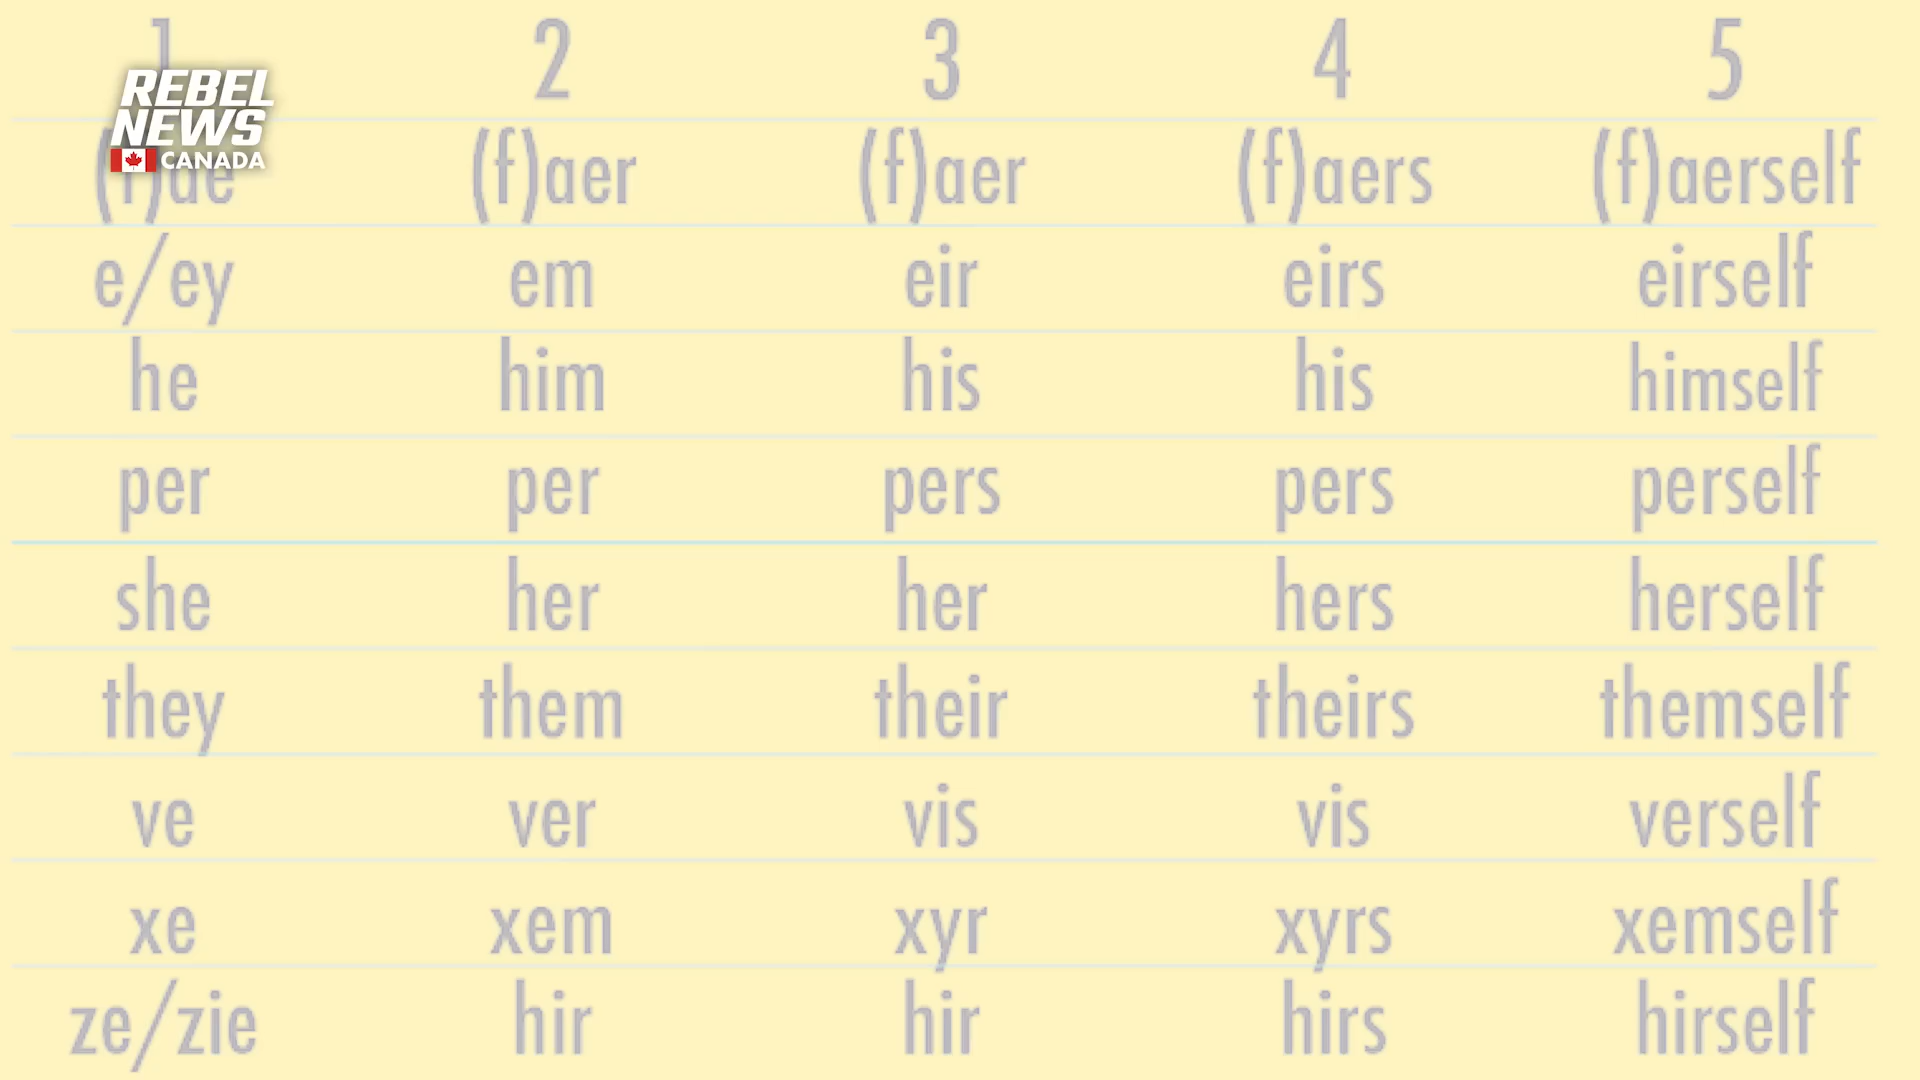 1 2 3 4 5
REBEL
NEWS
CANADA
(f)ae (f)aer (f)aer (f)aers (f)aerself
e/ey em eir eirs eirself
he him his his himself
per per pers pers perself
she her her hers herself
they them their theirs themself
ve ver vis vis verself
xe xem xyr xyrs xemself
ze/zie hir hir hirs hirself